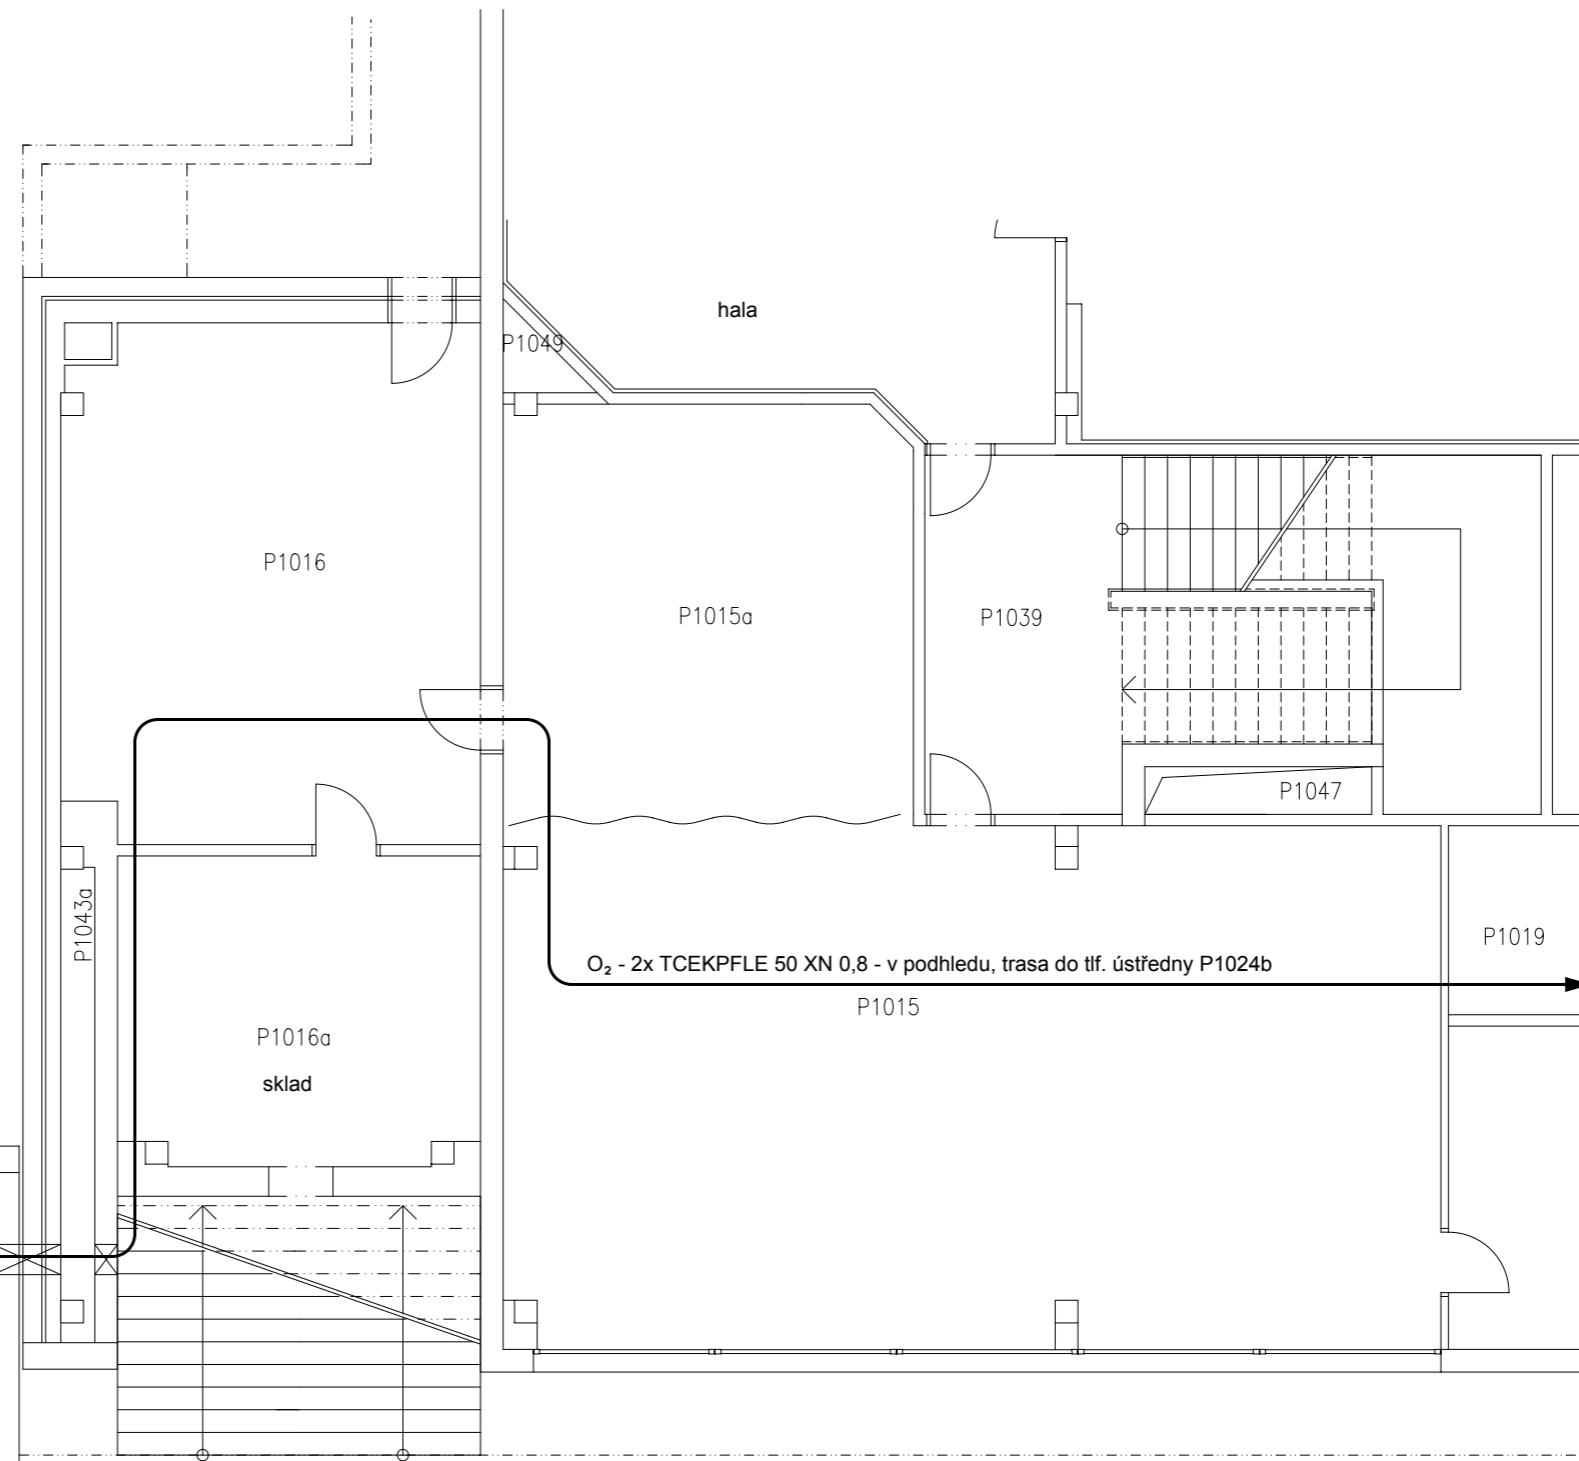 hala
P1049
P1016
P1015a
P1039
P1047
P1043a
P1019
O₂ - 2x TCEKPFLE 50 XN 0,8 - v podhledu, trasa do tlf. ústředny P1024b
P1015
P1016a
sklad